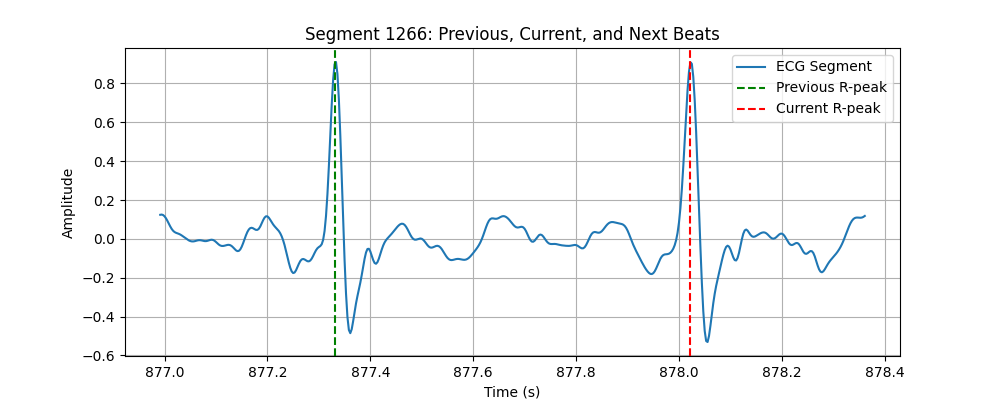 Segment 1266: Previous, Current, and Next Beats
ECG Segment
Previous R-peak
Current R-peak
Amplitude
0.8
0.6
0.4
0.2
0.0
−0.2
−0.4
−0.6
877.0 877.2 877.4 877.6 877.8 878.0 878.2 878.4
Time (s)